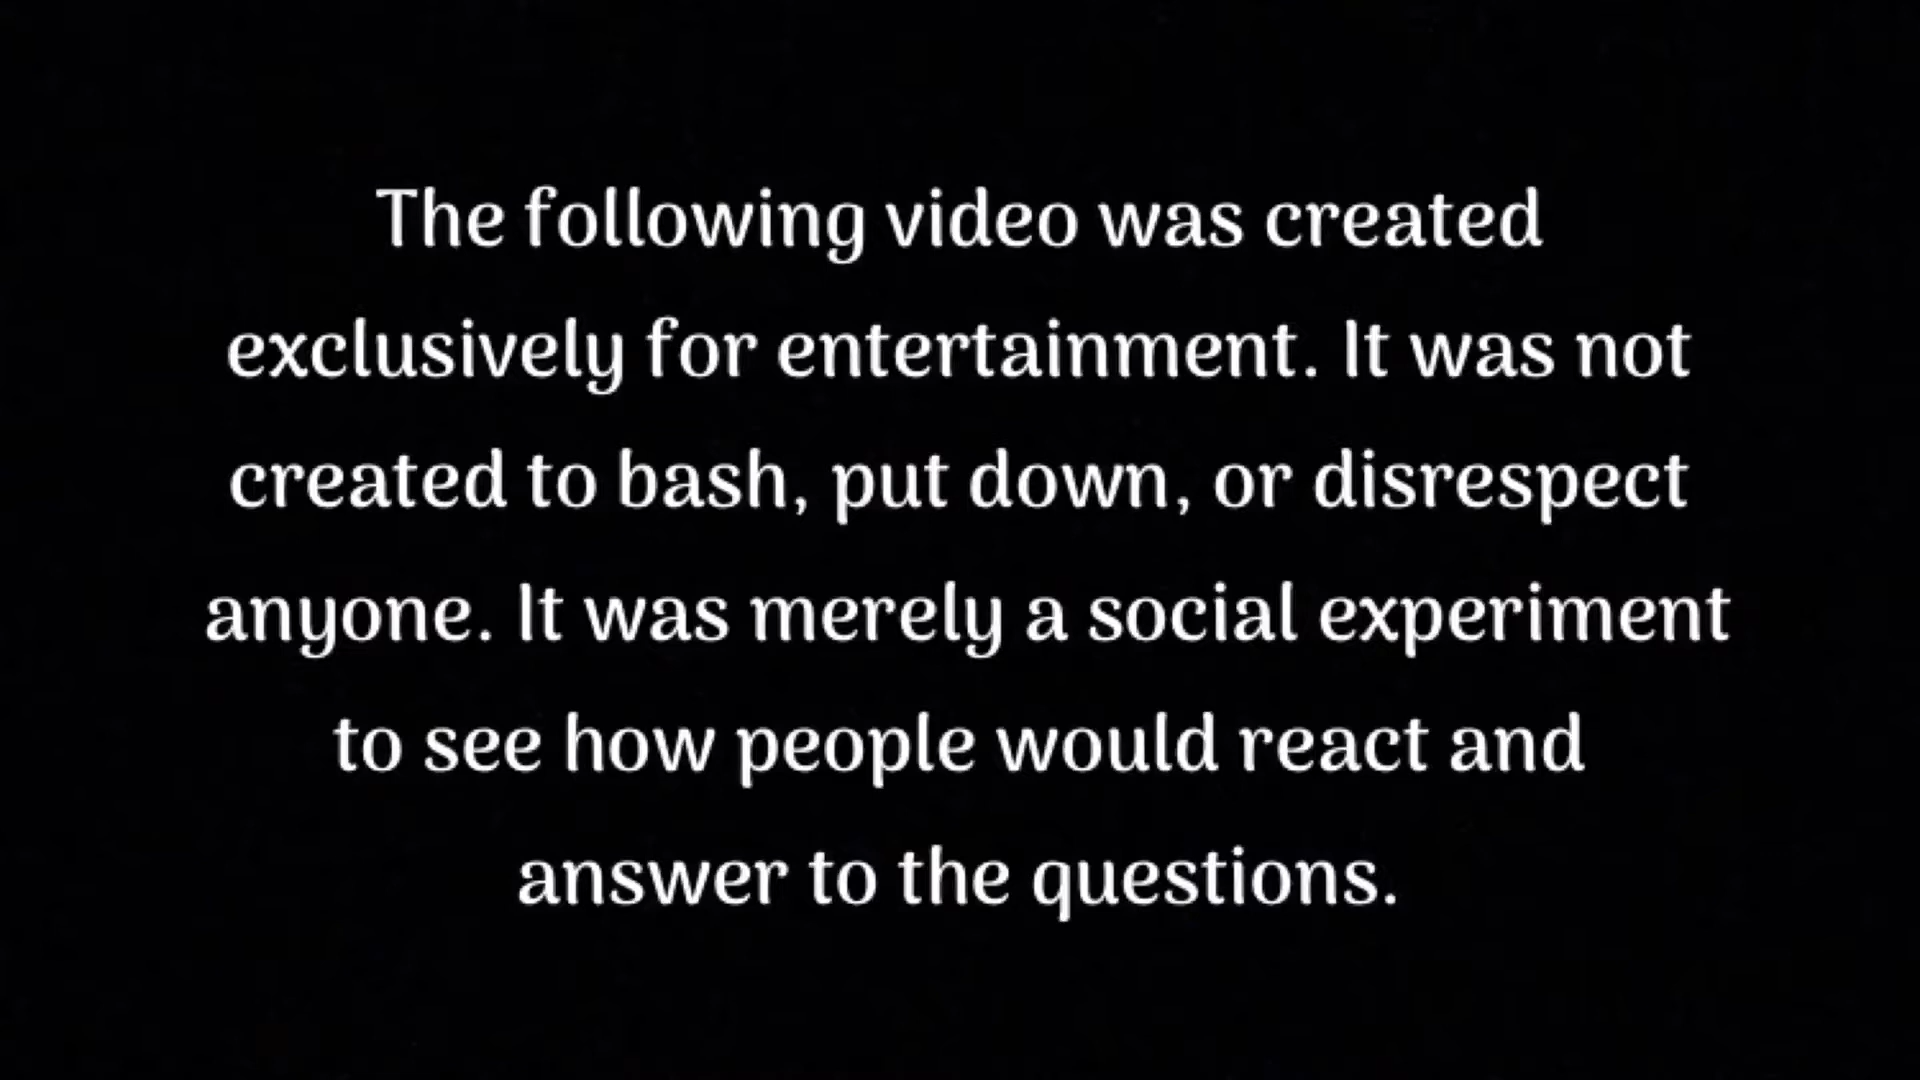 The following video was created
exclusively for entertainment. It was not
created to bash, put down, or disrespect
anyone. It was merely a social experiment
to see how people would react and
answer to the questions.